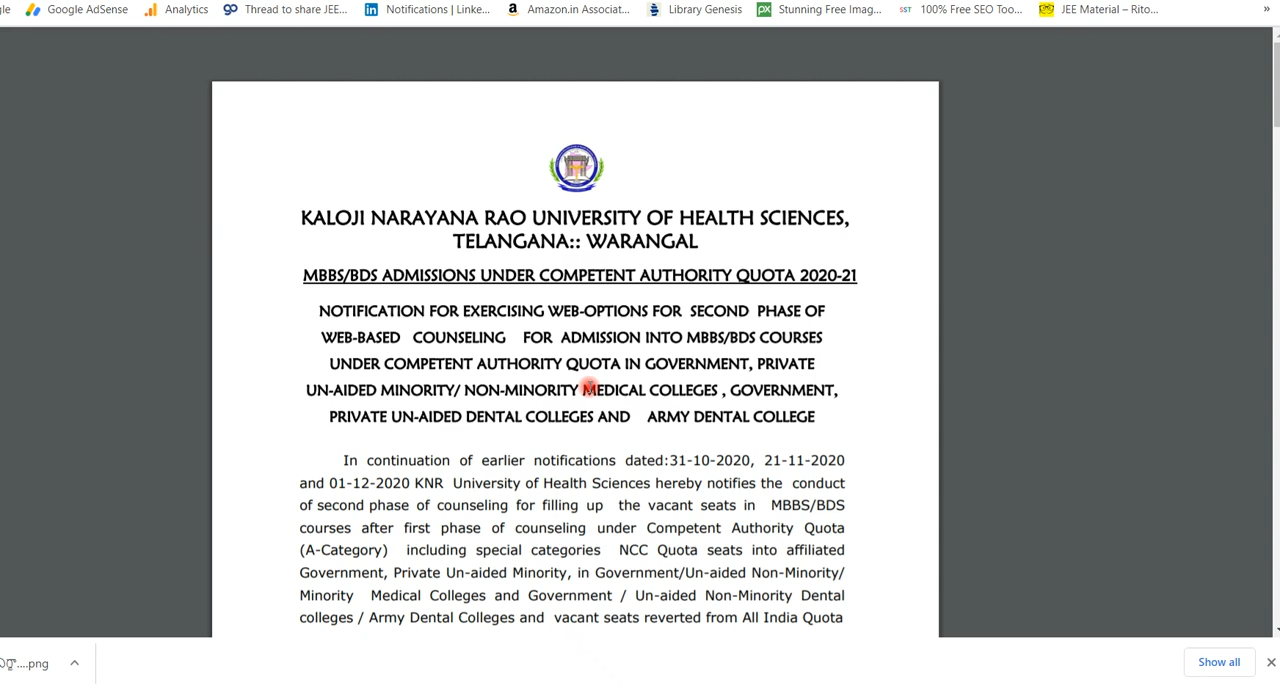 gle Google AdSense Analytics Thread to share JEE... Notifications | Linke... Amazon.in Associat... Library Genesis Stunning Free Imag... 100% Free SEO Too... JEE Material – Rito... »
KALOJI NARAYANA RAO UNIVERSITY OF HEALTH SCIENCES,
TELANGANA:: WARANGAL
MBBS/BDS ADMISSIONS UNDER COMPETENT AUTHORITY QUOTA 2020-21
NOTIFICATION FOR EXERCISING WEB-OPTIONS FOR SECOND PHASE OF
WEB-BASED COUNSELING FOR ADMISSION INTO MBBS/BDS COURSES
UNDER COMPETENT AUTHORITY QUOTA IN GOVERNMENT, PRIVATE
UN-AIDED MINORITY/ NON-MINORITY MEDICAL COLLEGES , GOVERNMENT,
PRIVATE UN-AIDED DENTAL COLLEGES AND ARMY DENTAL COLLEGE
In continuation of earlier notifications dated:31-10-2020, 21-11-2020
and 01-12-2020 KNR University of Health Sciences hereby notifies the conduct
of second phase of counseling for filling up the vacant seats in MBBS/BDS
courses after first phase of counseling under Competent Authority Quota
(A-Category) including special categories NCC Quota seats into affiliated
Government, Private Un-aided Minority, in Government/Un-aided Non-Minority/
Minority Medical Colleges and Government / Un-aided Non-Minority Dental
colleges / Army Dental Colleges and vacant seats reverted from All India Quota
....png Show all